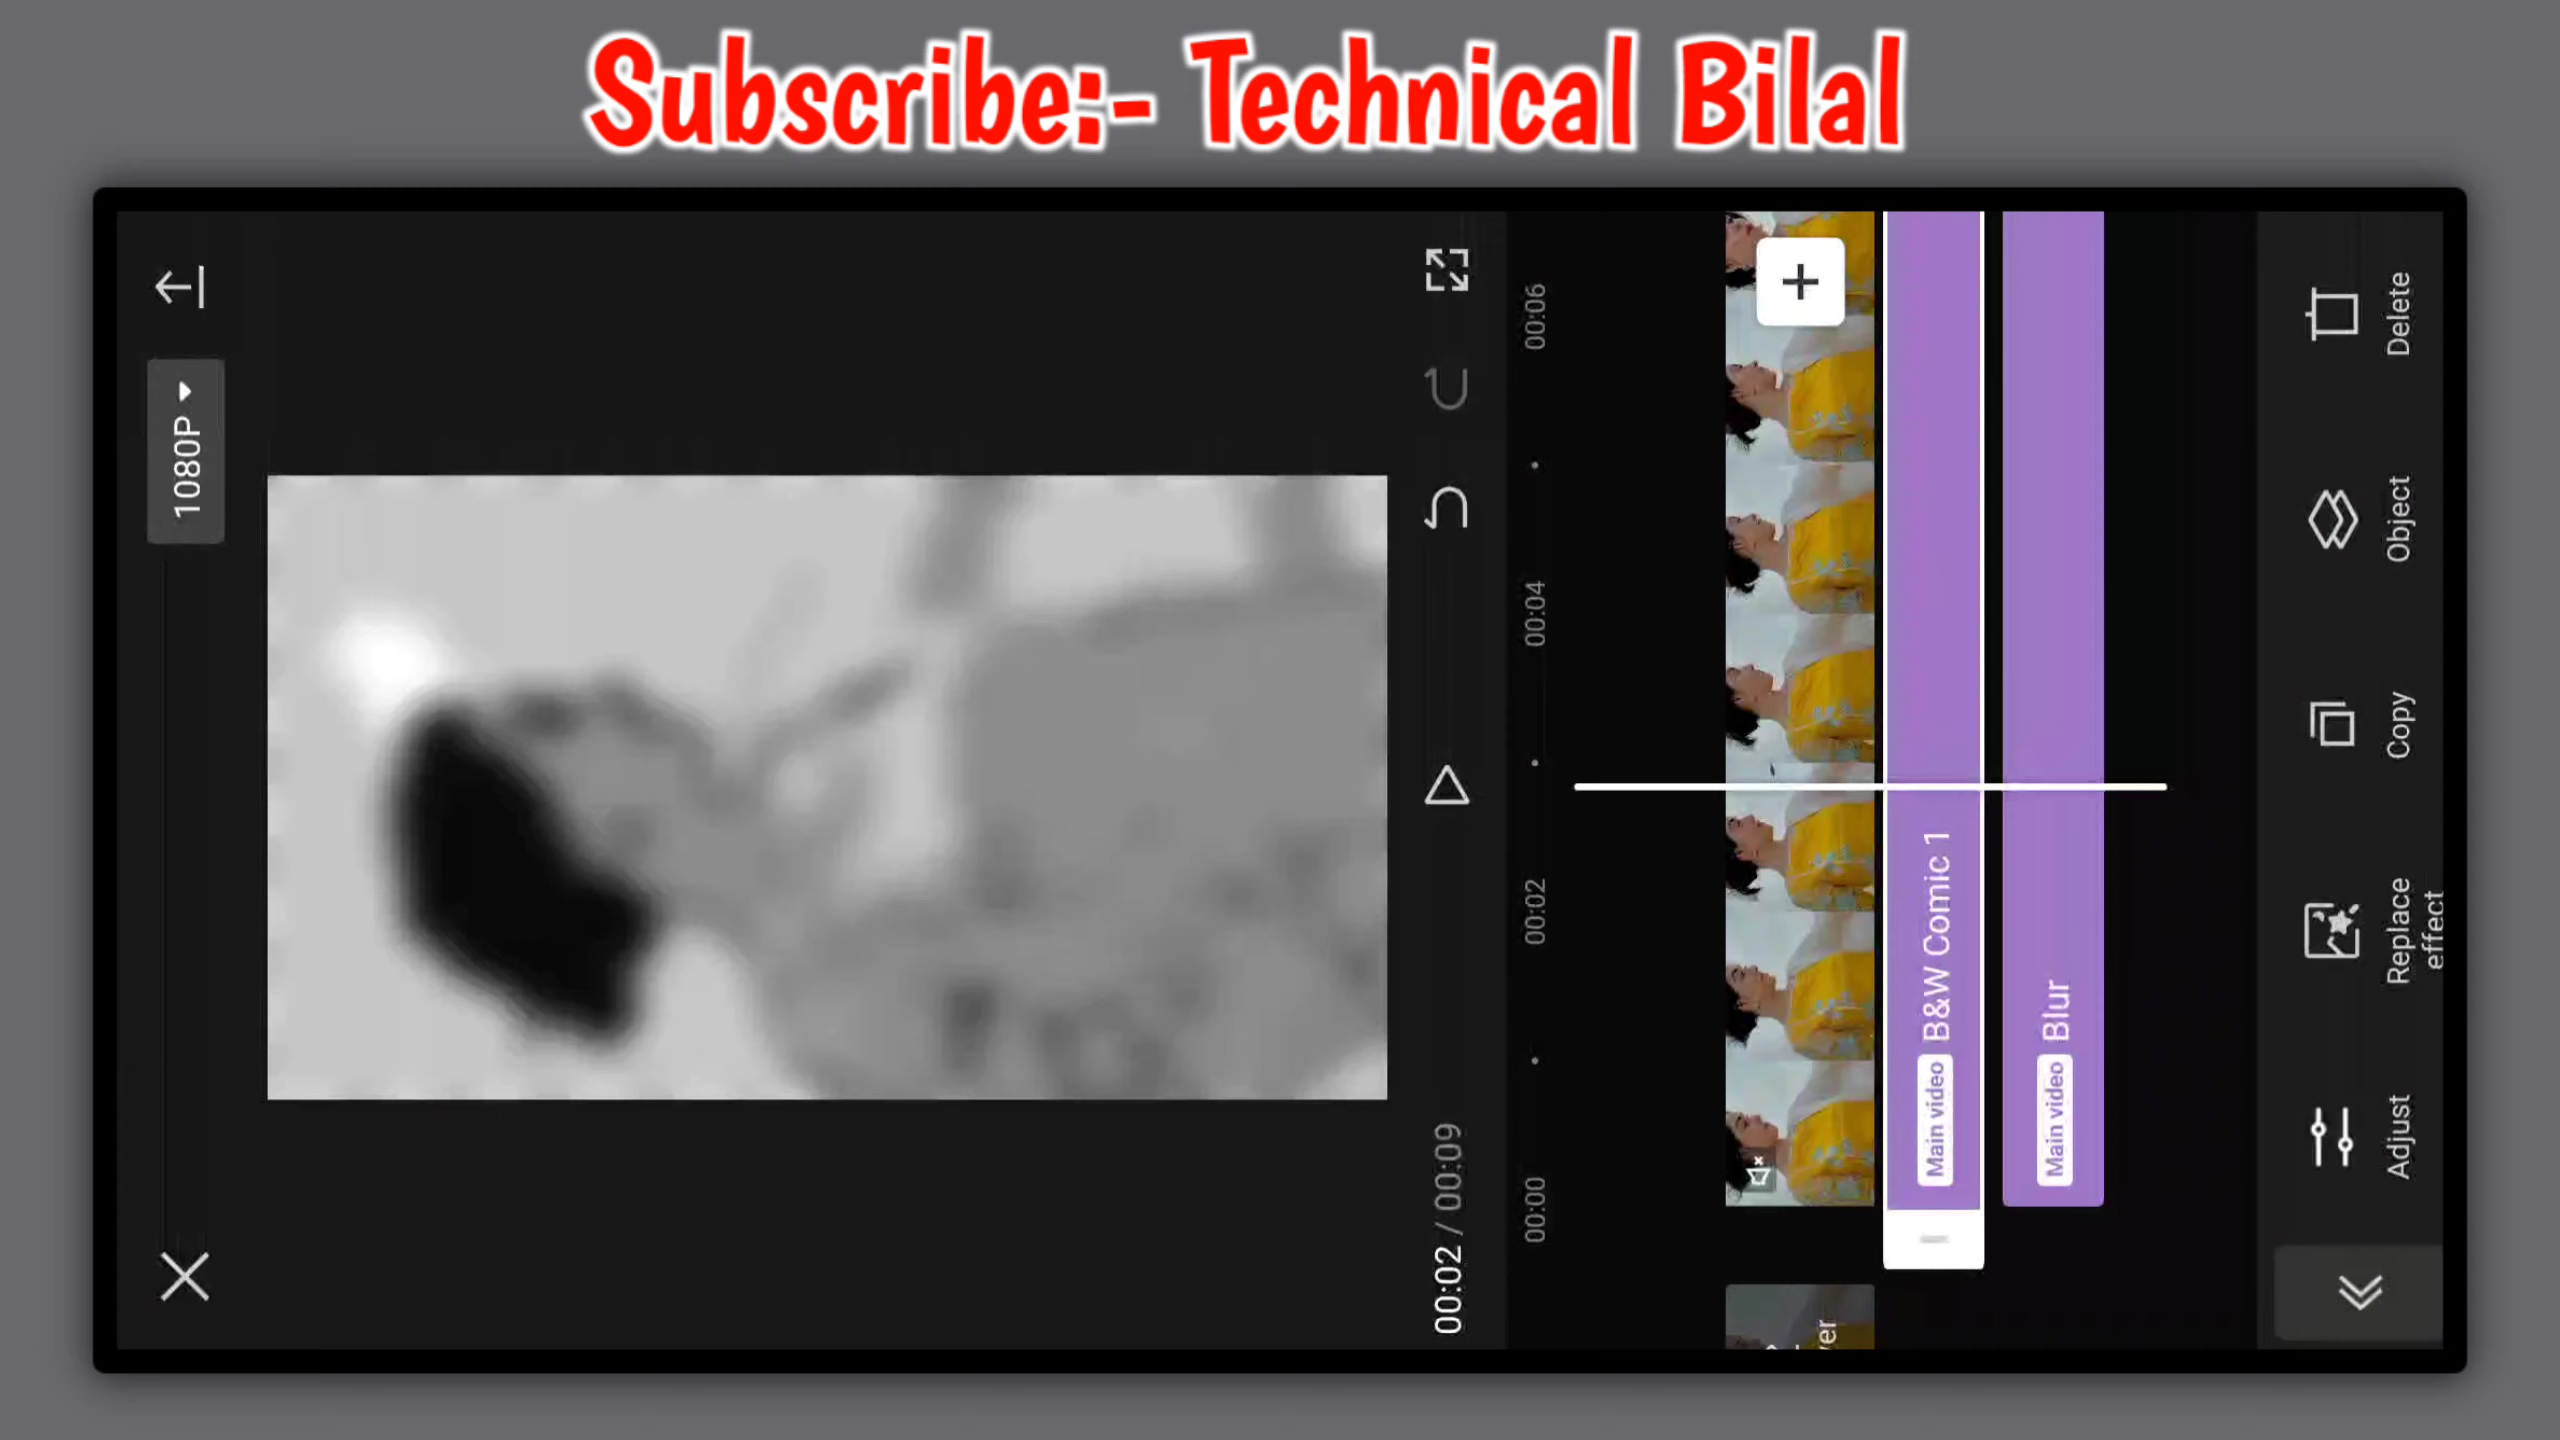 Subscribe:- Technical Bilal
1080P
00:02 / 00:09
00:00
00:02
00:04
00:06
Main video B&W Comic 1
Main video Blur
Adjust
Replace
effect
Copy
Object
Delete